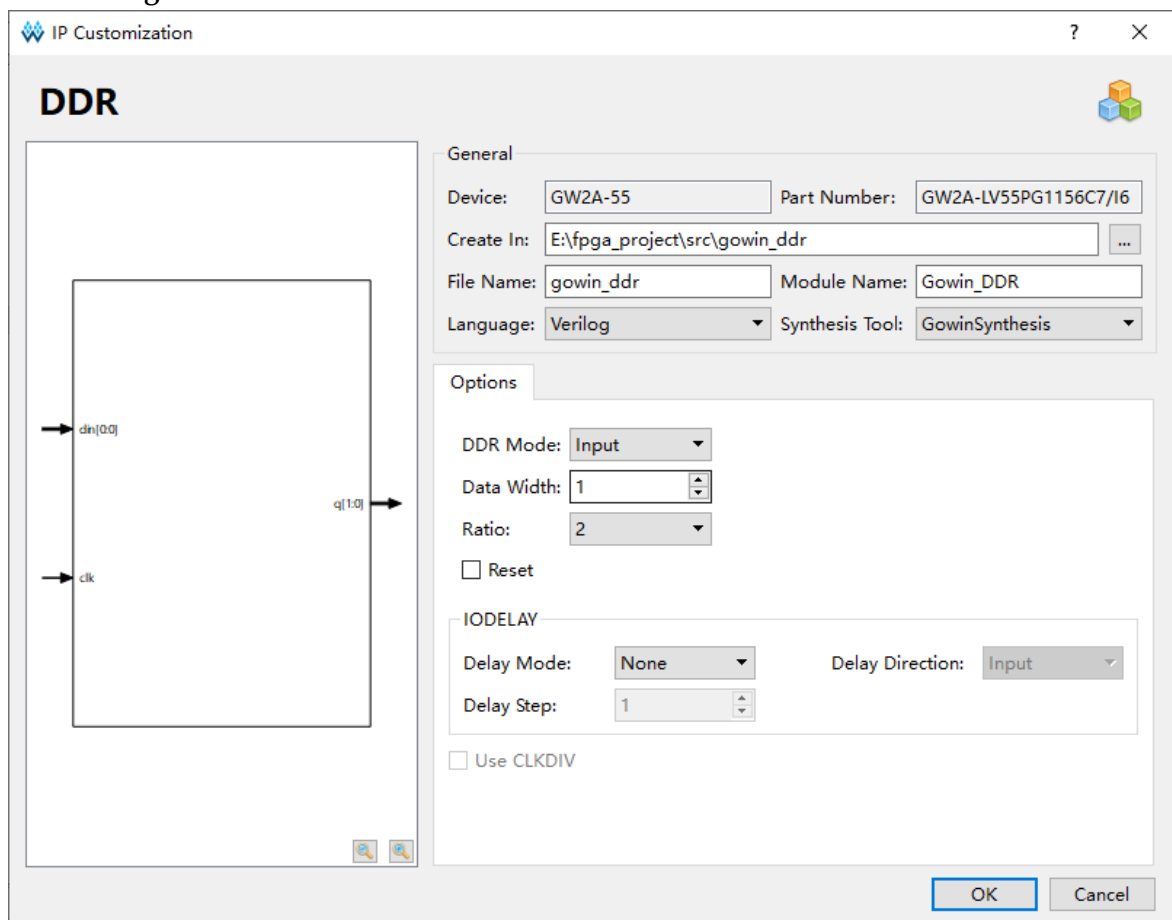 IP Customization
?
DDR
General
Device: GW2A-55 Part Number: GW2A-LV55PG1156C7/I6
Create In: E:\fpga_project\src\gowin_ddr ...
File Name: gowin_ddr Module Name: Gowin_DDR
Language: Verilog Synthesis Tool: GowinSynthesis
Options
DDR Mode: Input
Data Width: 1
Ratio: 2
Reset
IODELAY
Delay Mode: None Delay Direction: Input
Delay Step: 1
Use CLKDIV
din[0:0]
q[1:0]
clk
OK Cancel